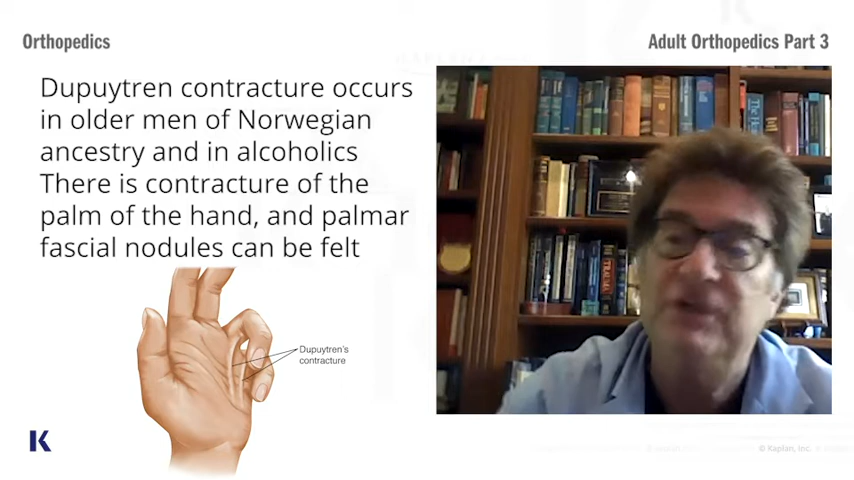 Orthopedics
Adult Orthopedics Part 3
Dupuytren contracture occurs
in older men of Norwegian
ancestry and in alcoholics
There is contracture of the
palm of the hand, and palmar
fascial nodules can be felt
Dupuytren's
contracture
TRAUMA
K
© Kaplan, Inc.